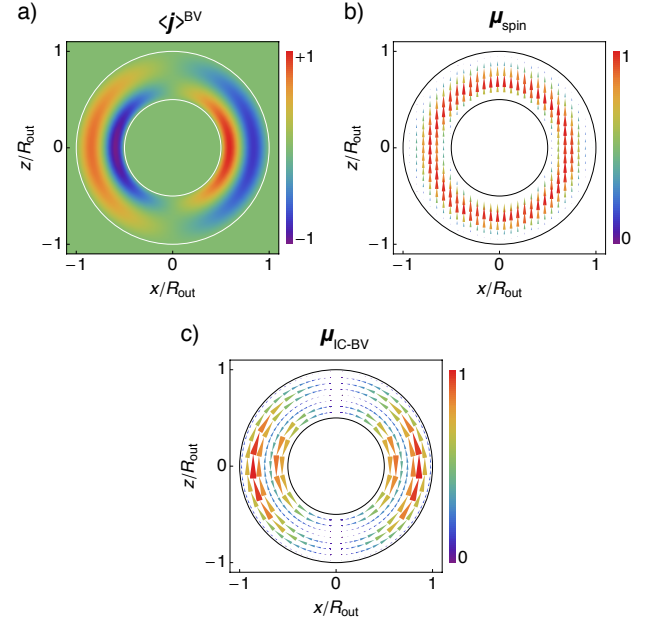 a) ⟨j⟩^BV
1
0
−1
z/R_out
−1 0 1
x/R_out
+1
−1
b) μ_spin
1
0
−1
z/R_out
−1 0 1
x/R_out
1
0
c) μ_IC-BV
1
0
−1
z/R_out
−1 0 1
x/R_out
1
0